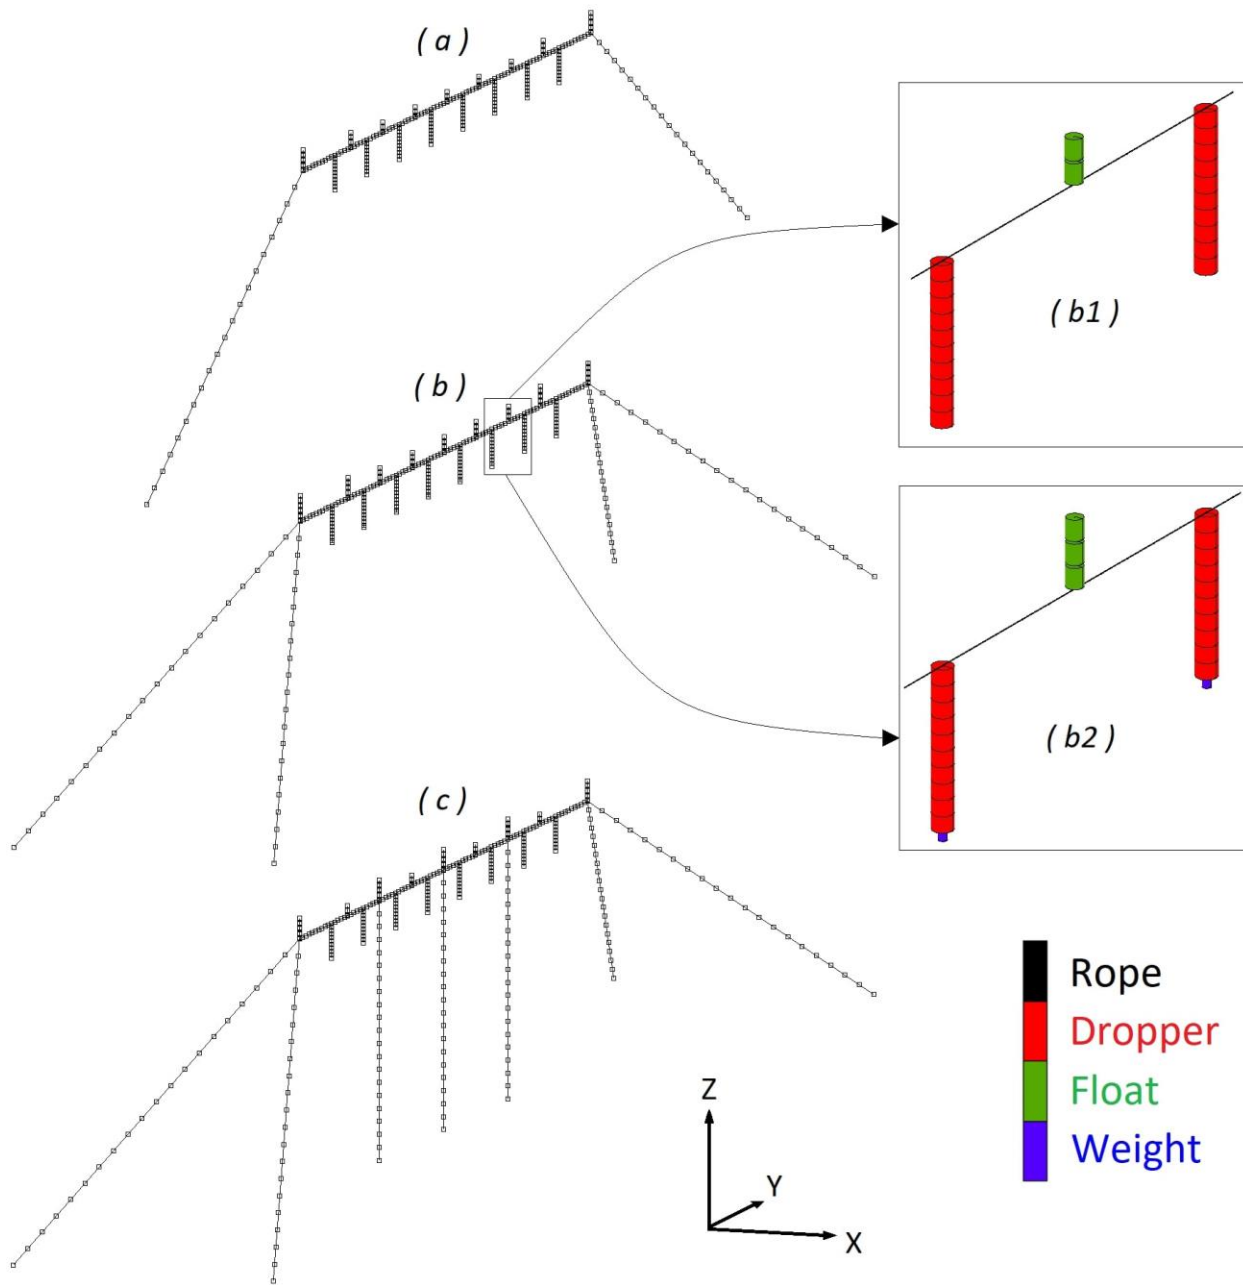 ( a )
( b )
( b1 )
( b2 )
( c )
Rope
Dropper
Float
Weight
Z
Y
X